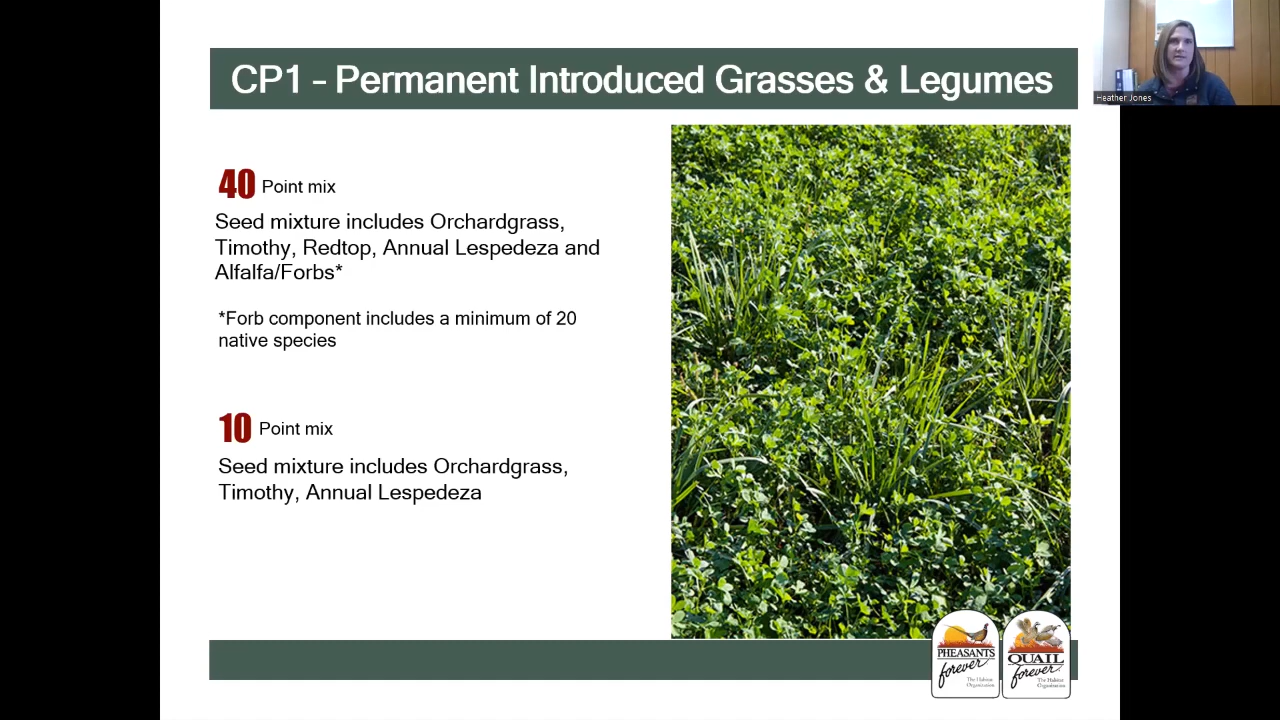 CP1 - Permanent Introduced Grasses & Legumes
Heather Jones
40 Point mix
Seed mixture includes Orchardgrass,
Timothy, Redtop, Annual Lespedeza and
Alfalfa/Forbs*
*Forb component includes a minimum of 20
native species
10 Point mix
Seed mixture includes Orchardgrass,
Timothy, Annual Lespedeza
PHEASANTS
forever
The Habitat
Organization
QUAIL
forever
The Habitat
Organization